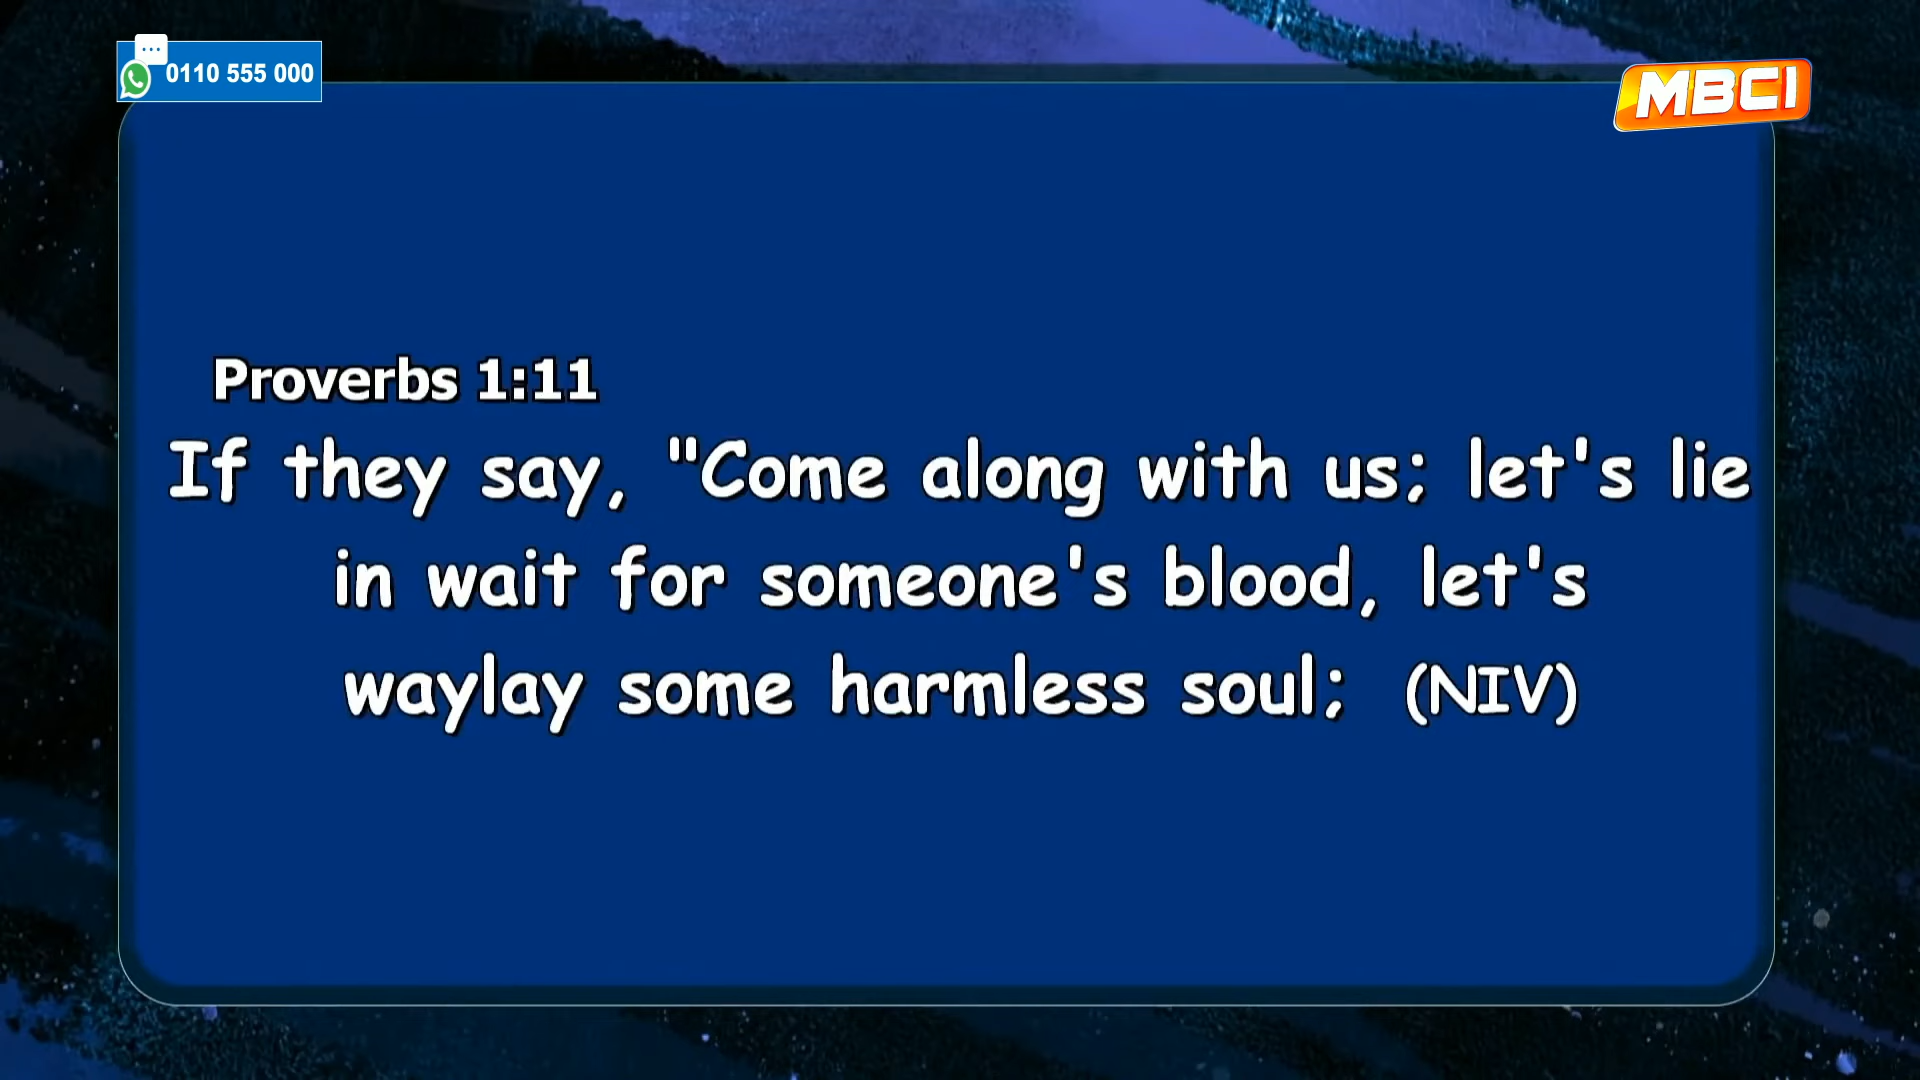 0110 555 000
MBCI
Proverbs 1:11
If they say, "Come along with us; let's lie
in wait for someone's blood, let's
waylay some harmless soul; (NIV)